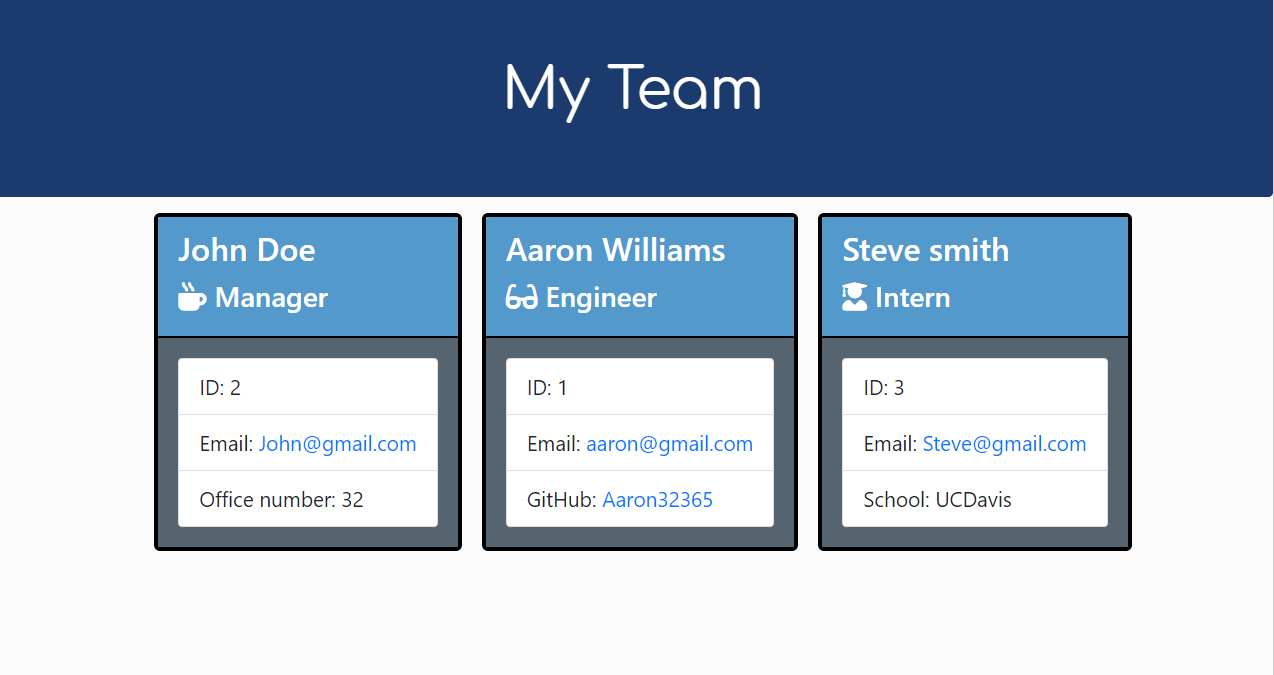 My Team
John Doe
Manager
ID: 2
Email: John@gmail.com
Office number: 32
Aaron Williams
Engineer
ID: 1
Email: aaron@gmail.com
GitHub: Aaron32365
Steve smith
Intern
ID: 3
Email: Steve@gmail.com
School: UCDavis